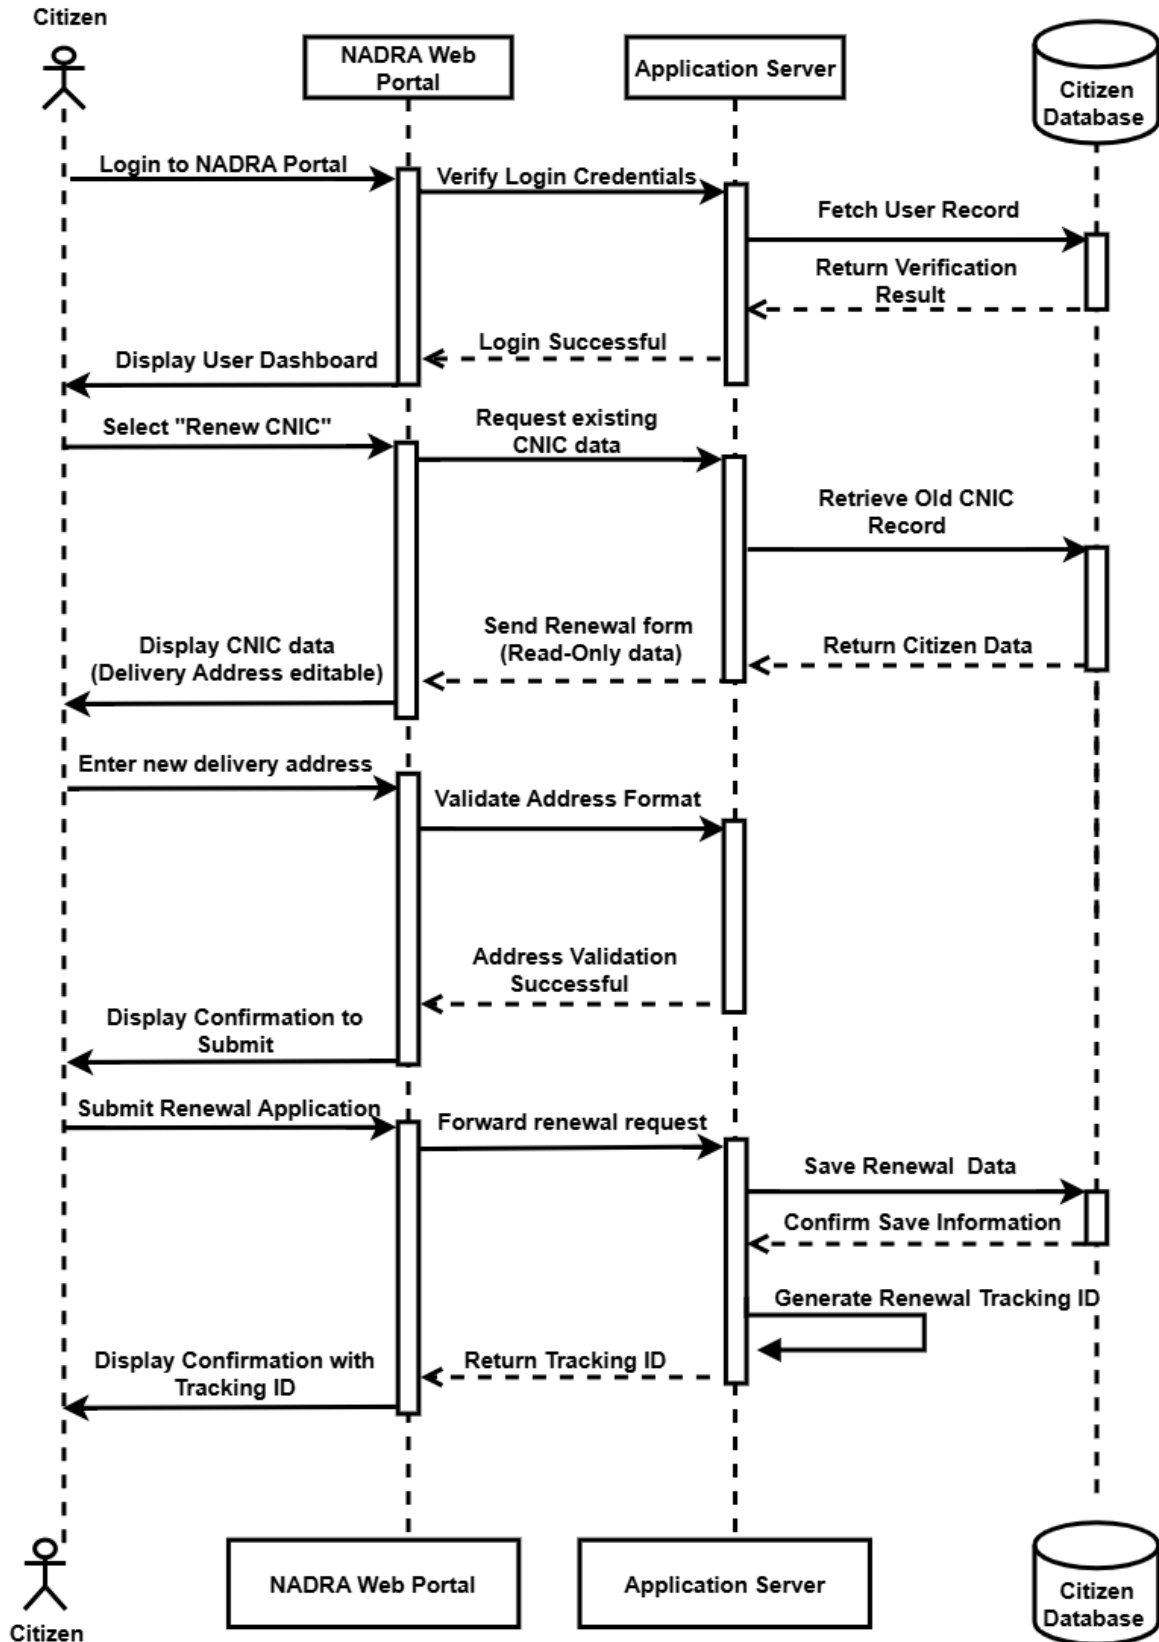 Citizen
NADRA Web
Portal
Application Server
Citizen
Database
Login to NADRA Portal
Verify Login Credentials
Fetch User Record
Return Verification
Result
Login Successful
Display User Dashboard
Select "Renew CNIC"
Request existing
CNIC data
Retrieve Old CNIC
Record
Return Citizen Data
Send Renewal form
(Read-Only data)
Display CNIC data
(Delivery Address editable)
Enter new delivery address
Validate Address Format
Address Validation
Successful
Display Confirmation to
Submit
Submit Renewal Application
Forward renewal request
Save Renewal  Data
Confirm Save Information
Generate Renewal Tracking ID
Return Tracking ID
Display Confirmation with
Tracking ID
Citizen
NADRA Web Portal
Application Server
Citizen
Database